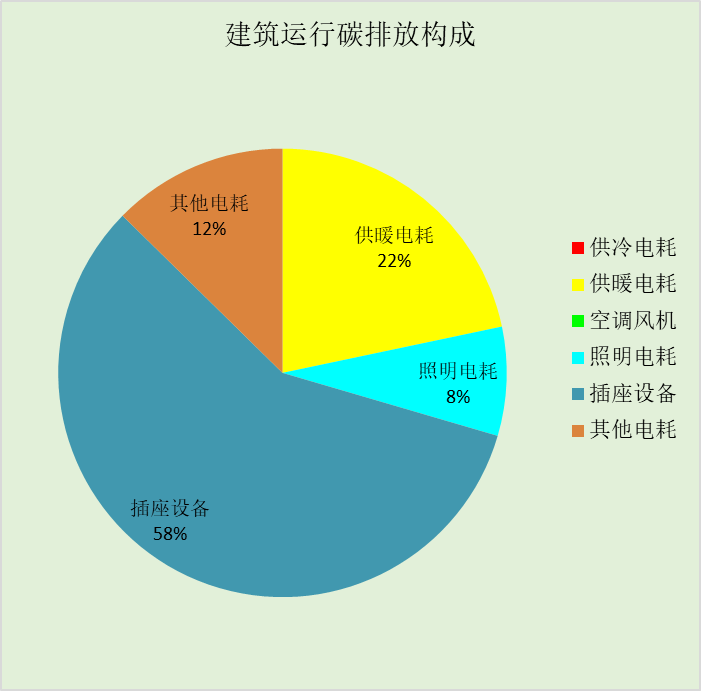 建筑运行碳排放构成
其他电耗
12%
供暖电耗
22%
照明电耗
8%
插座设备
58%
供冷电耗
供暖电耗
空调风机
照明电耗
插座设备
其他电耗